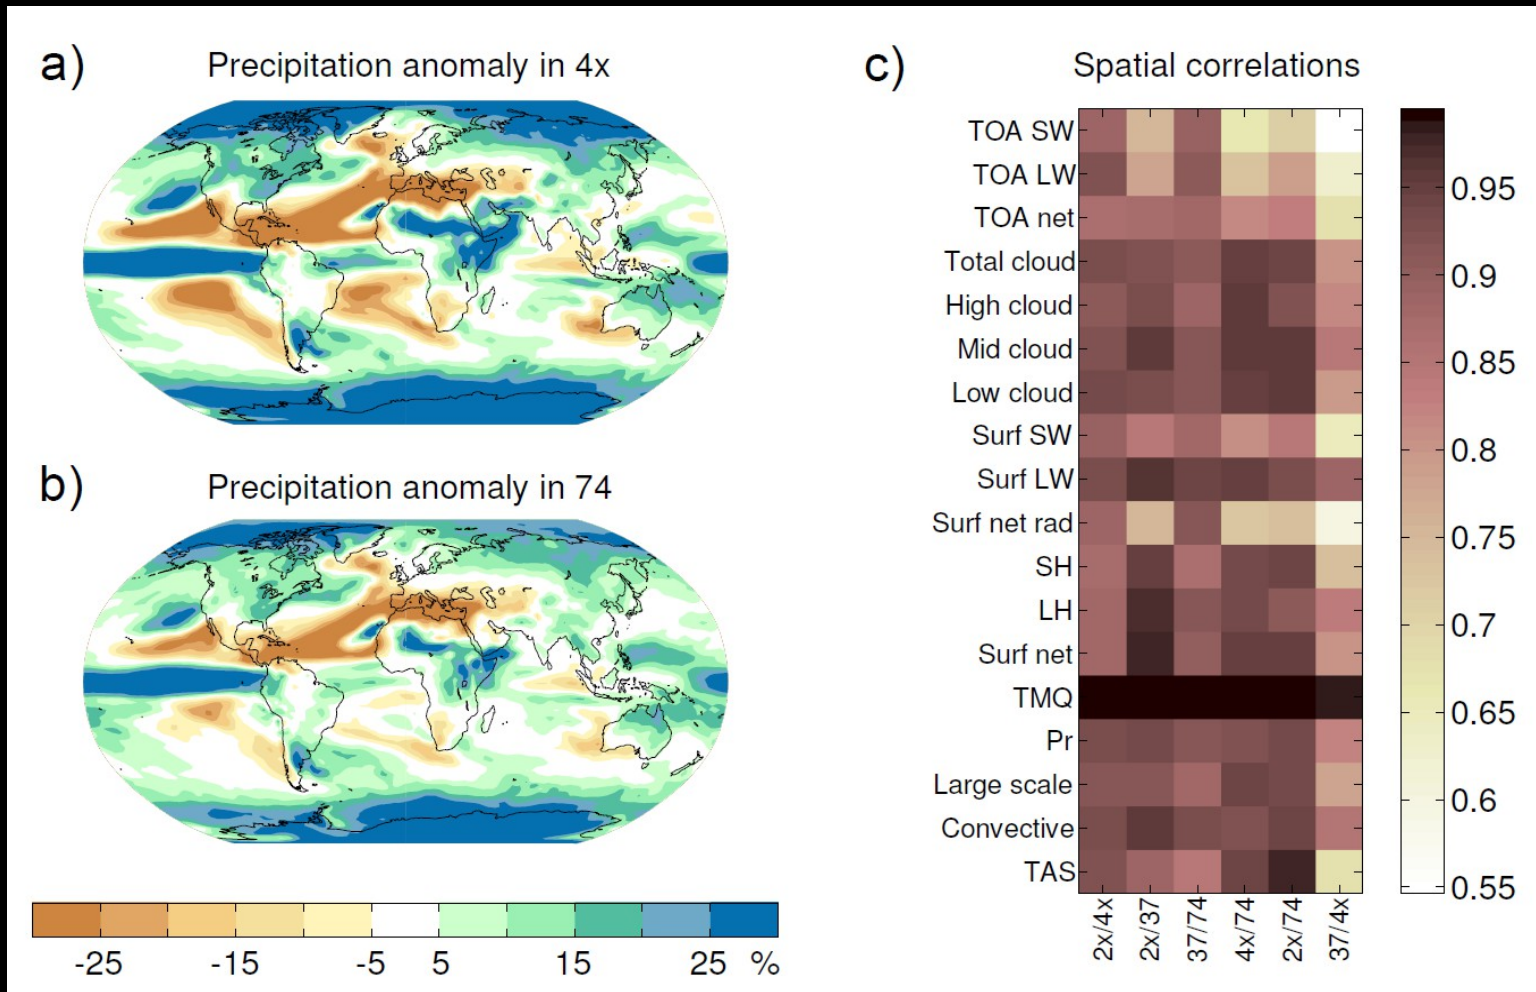 a)
Precipitation anomaly in 4x
b)
Precipitation anomaly in 74
-25
-15
-5
5
15
25
%
c)
Spatial correlations
TOA SW
TOA LW
TOA net
Total cloud
High cloud
Mid cloud
Low cloud
Surf SW
Surf LW
Surf net rad
SH
LH
Surf net
TMQ
Pr
Large scale
Convective
TAS
2x/4x
2x/37
37/74
4x/74
2x/74
37/4x
0.95
0.9
0.85
0.8
0.75
0.7
0.65
0.6
0.55